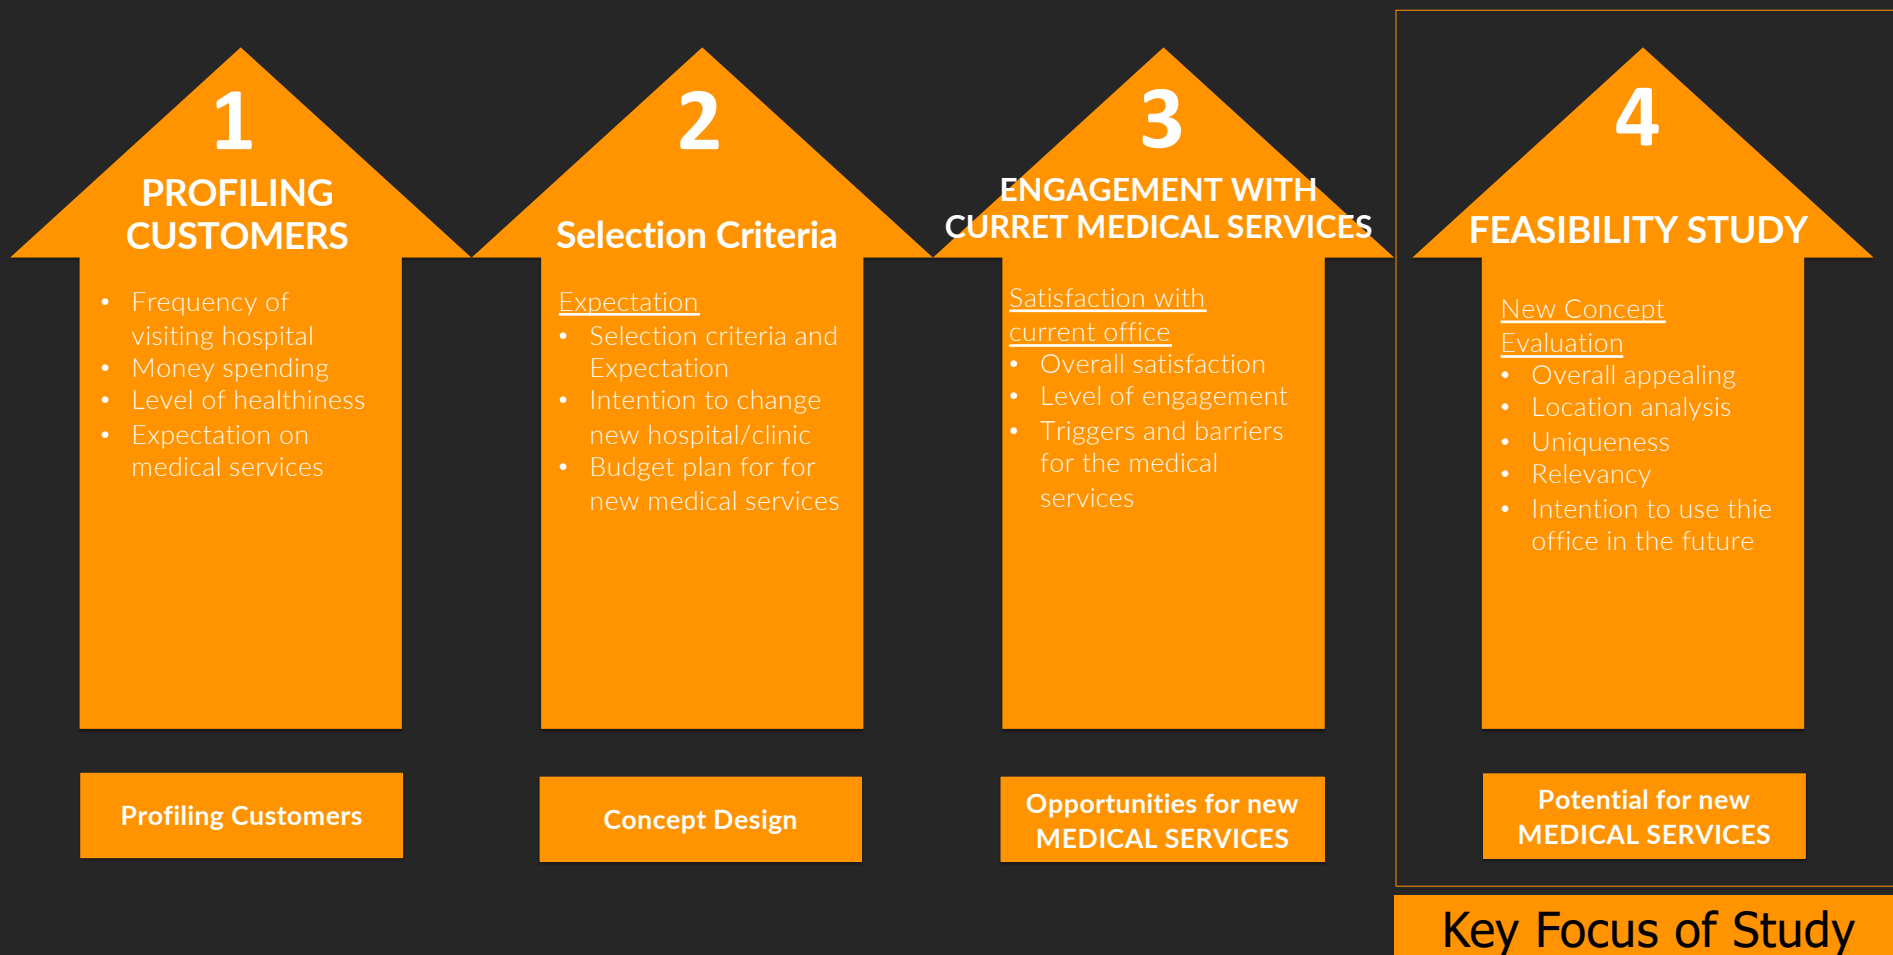 1
PROFILING
CUSTOMERS
• Frequency of
visiting hospital
• Money spending
• Level of healthiness
• Expectation on
medical services
Profiling Customers
2
Selection Criteria
Expectation
• Selection criteria and
Expectation
• Intention to change
new hospital/clinic
• Budget plan for for
new medical services
Concept Design
3
ENGAGEMENT WITH
CURRET MEDICAL SERVICES
Satisfaction with
current office
• Overall satisfaction
• Level of engagement
• Triggers and barriers
for the medical
services
Opportunities for new
MEDICAL SERVICES
4
FEASIBILITY STUDY
New Concept
Evaluation
• Overall appealing
• Location analysis
• Uniqueness
• Relevancy
• Intention to use thie
office in the future
Potential for new
MEDICAL SERVICES
Key Focus of Study